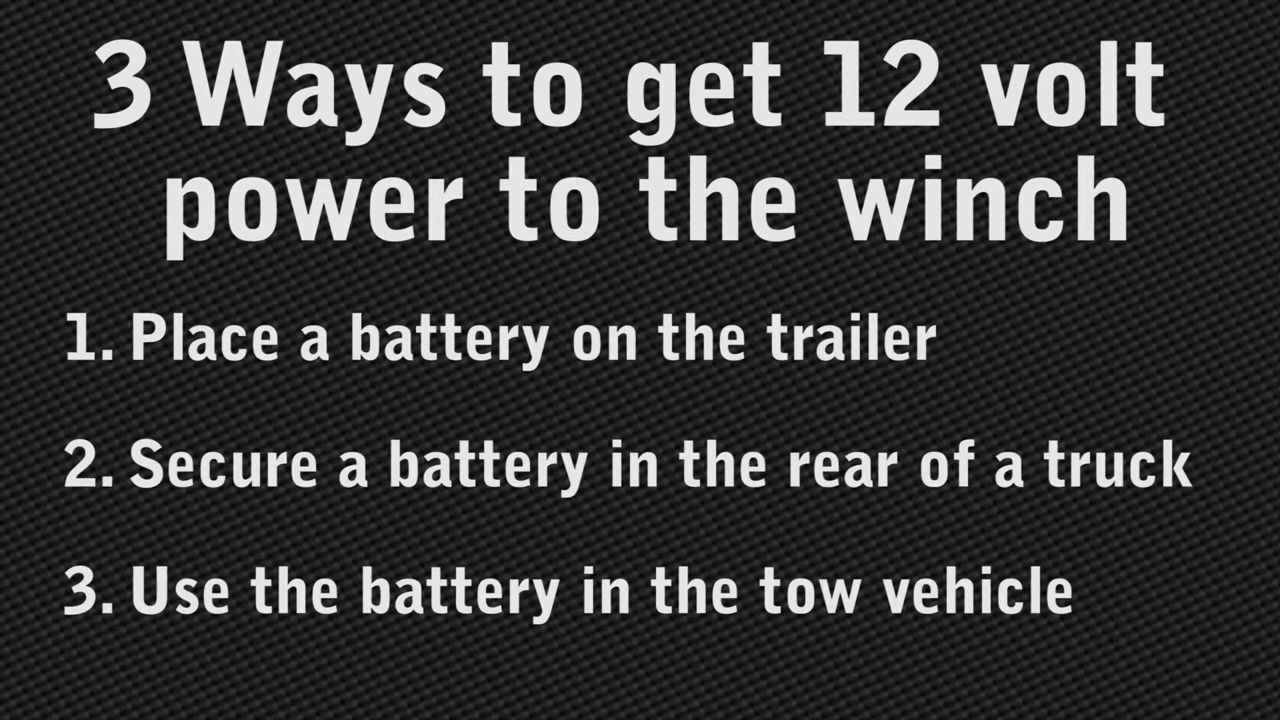 3 Ways to get 12 volt
power to the winch
1. Place a battery on the trailer
2. Secure a battery in the rear of a truck
3. Use the battery in the tow vehicle